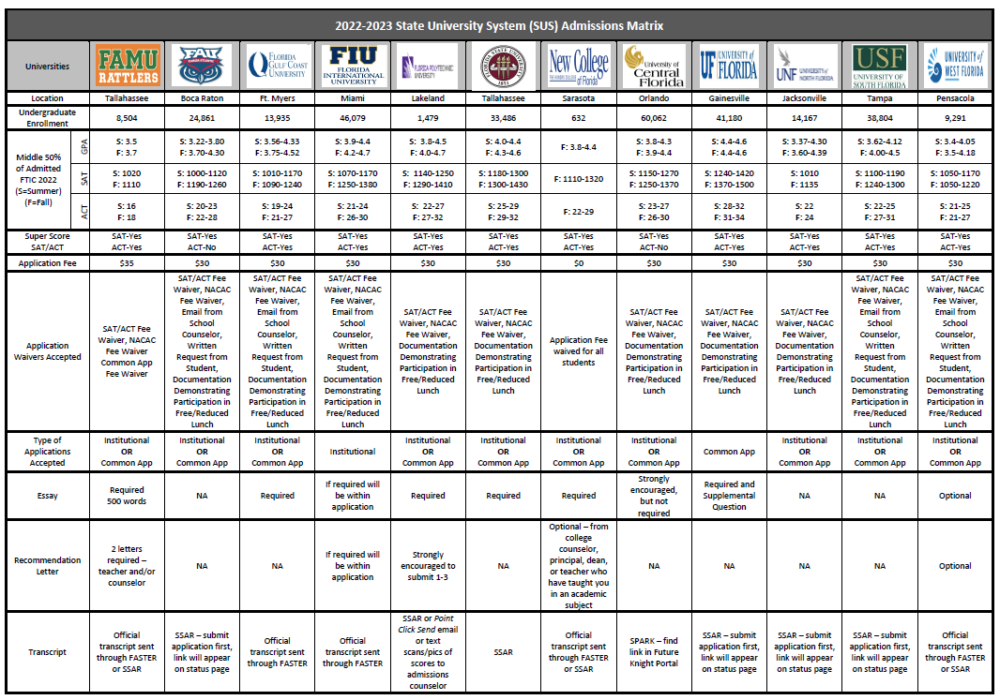 2022-2023 State University System (SUS) Admissions Matrix
Universities
FAMU
RATTLERS
FAU
FLORIDA
GULF COAST
UNIVERSITY
FIU
FLORIDA
INTERNATIONAL
UNIVERSITY
FLORIDA POLYTECHNIC
UNIVERSITY
1851
New College
of Florida
University of
Central
Florida
UF UNIVERSITY of
FLORIDA
UNF
UNIVERSITY of
NORTH FLORIDA
USF
UNIVERSITY OF
SOUTH FLORIDA
UNIVERSITY of
WEST FLORIDA
Location
Tallahassee
Boca Raton
Ft. Myers
Miami
Lakeland
Tallahassee
Sarasota
Orlando
Gainesville
Jacksonville
Tampa
Pensacola
Undergraduate
Enrollment
8,504
24,861
13,935
46,079
1,479
33,486
632
60,062
41,180
14,167
38,804
9,291
Middle 50%
of Admitted
FTIC 2022
(S=Summer)
(F=Fall)
GPA
S: 3.5
F: 3.7
S: 3.22-3.80
F: 3.70-4.30
S: 3.56-4.33
F: 3.75-4.52
S: 3.9-4.4
F: 4.2-4.7
S: 3.8-4.5
F: 4.0-4.7
S: 4.0-4.4
F: 4.3-4.6
F: 3.8-4.4
S: 3.8-4.3
F: 3.9-4.4
S: 4.4-4.6
F: 4.4-4.6
S: 3.37-4.30
F: 3.60-4.39
S: 3.62-4.12
F: 4.00-4.5
S: 3.4-4.05
F: 3.5-4.18
SAT
S: 1020
F: 1110
S: 1000-1120
F: 1190-1260
S: 1010-1170
F: 1090-1240
S: 1070-1170
F: 1250-1380
S: 1140-1250
F: 1290-1410
S: 1180-1300
F: 1300-1430
F: 1110-1320
S: 1150-1270
F: 1250-1370
S: 1240-1420
F: 1370-1500
S: 1010
F: 1135
S: 1100-1190
F: 1240-1300
S: 1050-1170
F: 1050-1220
ACT
S: 16
F: 18
S: 20-23
F: 22-28
S: 19-24
F: 21-27
S: 21-24
F: 26-30
S: 22-27
F: 27-32
S: 25-29
F: 29-32
F: 22-29
S: 23-27
F: 26-30
S: 28-32
F: 31-34
S: 22
F: 24
S: 22-25
F: 27-31
S: 21-25
F: 21-27
Super Score
SAT/ACT
SAT-Yes
ACT-Yes
SAT-Yes
ACT-No
SAT-Yes
ACT-Yes
SAT-Yes
ACT-Yes
SAT-Yes
ACT-Yes
SAT-Yes
ACT-Yes
SAT-Yes
ACT-Yes
SAT-Yes
ACT-No
SAT-Yes
ACT-Yes
SAT-Yes
ACT-Yes
SAT-Yes
ACT-Yes
SAT-Yes
ACT-Yes
Application Fee
$35
$30
$30
$30
$30
$30
$0
$30
$30
$30
$30
$30
Application
Waivers Accepted
SAT/ACT Fee
Waiver, NACAC
Fee Waiver
Common App
Fee Waiver
SAT/ACT Fee
Waiver, NACAC
Fee Waiver,
Email from
School
Counselor,
Written
Request from
Student,
Documentation
Demonstrating
Participation in
Free/Reduced
Lunch
SAT/ACT Fee
Waiver, NACAC
Fee Waiver,
Email from
School
Counselor,
Written
Request from
Student,
Documentation
Demonstrating
Participation in
Free/Reduced
Lunch
SAT/ACT Fee
Waiver, NACAC
Fee Waiver,
Email from
School
Counselor,
Written
Request from
Student,
Documentation
Demonstrating
Participation in
Free/Reduced
Lunch
SAT/ACT Fee
Waiver, NACAC
Fee Waiver,
Documentation
Demonstrating
Participation in
Free/Reduced
Lunch
SAT/ACT Fee
Waiver, NACAC
Fee Waiver,
Documentation
Demonstrating
Participation in
Free/Reduced
Lunch
Application Fee
waived for all
students
SAT/ACT Fee
Waiver, NACAC
Fee Waiver,
Documentation
Demonstrating
Participation in
Free/Reduced
Lunch
SAT/ACT Fee
Waiver, NACAC
Fee Waiver,
Documentation
Demonstrating
Participation in
Free/Reduced
Lunch
SAT/ACT Fee
Waiver, NACAC
Fee Waiver,
Documentation
Demonstrating
Participation in
Free/Reduced
Lunch
SAT/ACT Fee
Waiver, NACAC
Fee Waiver,
Email from
School
Counselor,
Written
Request from
Student,
Documentation
Demonstrating
Participation in
Free/Reduced
Lunch
SAT/ACT Fee
Waiver, NACAC
Fee Waiver,
Email from
School
Counselor,
Written
Request from
Student,
Documentation
Demonstrating
Participation in
Free/Reduced
Lunch
Type of
Applications
Accepted
Institutional
OR
Common App
Institutional
OR
Common App
Institutional
OR
Common App
Institutional
Institutional
OR
Common App
Institutional
OR
Common App
Institutional
OR
Common App
Institutional
OR
Common App
Common App
Institutional
OR
Common App
Institutional
OR
Common App
Institutional
OR
Common App
Essay
Required
500 words
NA
Required
If required will
be within
application
Required
Required
Required
Strongly
encouraged,
but not
required
Required and
Supplemental
Question
NA
NA
Optional
Recommendation
Letter
2 letters
required –
teacher and/or
counselor
NA
NA
If required will
be within
application
Strongly
encouraged to
submit 1-3
NA
Optional – from
college
counselor,
principal, dean,
or teacher who
have taught you
in an academic
subject
NA
NA
NA
NA
Optional
Transcript
Official
transcript sent
through FASTER
or SSAR
SSAR – submit
application first,
link will appear
on status page
Official
transcript sent
through FASTER
Official
transcript sent
through FASTER
SSAR or Point
Click Send email
or text
scans/pics of
scores to
admissions
counselor
SSAR
Official
transcript sent
through FASTER
or SSAR
SPARK – find
link in Future
Knight Portal
SSAR – submit
application first,
link will appear
on status page
SSAR – submit
application first,
link will appear
on status page
SSAR – submit
application first,
link will appear
on status page
Official
transcript sent
through FASTER
or SSAR